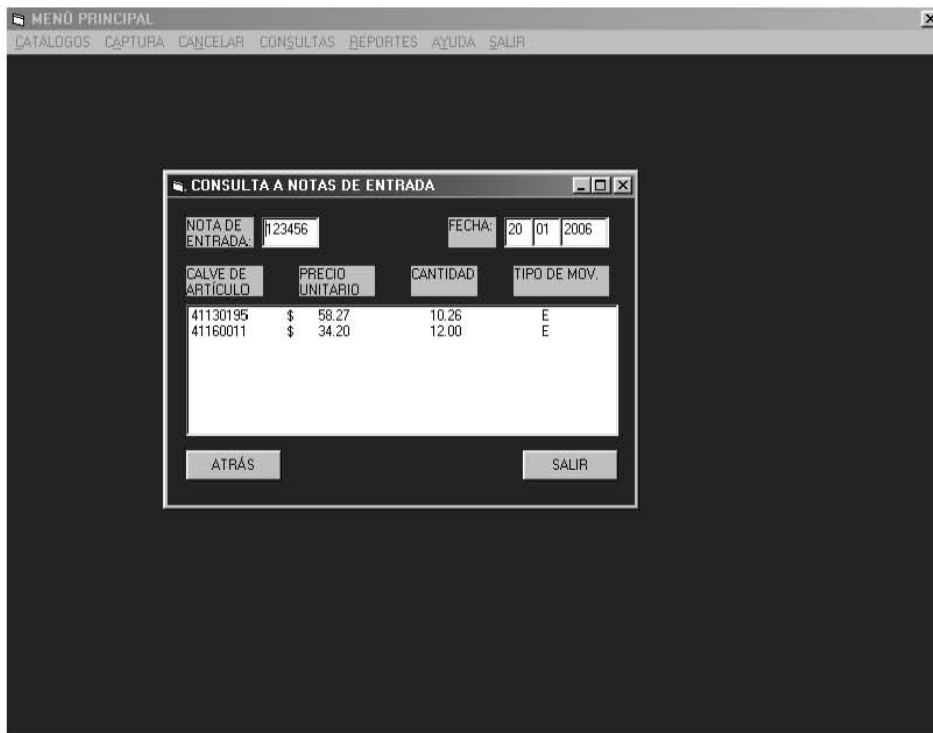 MENÚ PRINCIPAL
CATÁLOGOS CAPTURA CANCELAR CONSULTAS REPORTES AYUDA SALIR
CONSULTA A NOTAS DE ENTRADA
NOTA DE
ENTRADA: 123456 FECHA: 20 01 2006
CALVE DE PRECIO CANTIDAD TIPO DE MOV.
ARTÍCULO UNITARIO
41130195 $ 58.27 10.26 E
41160011 $ 34.20 12.00 E
ATRÁS SALIR